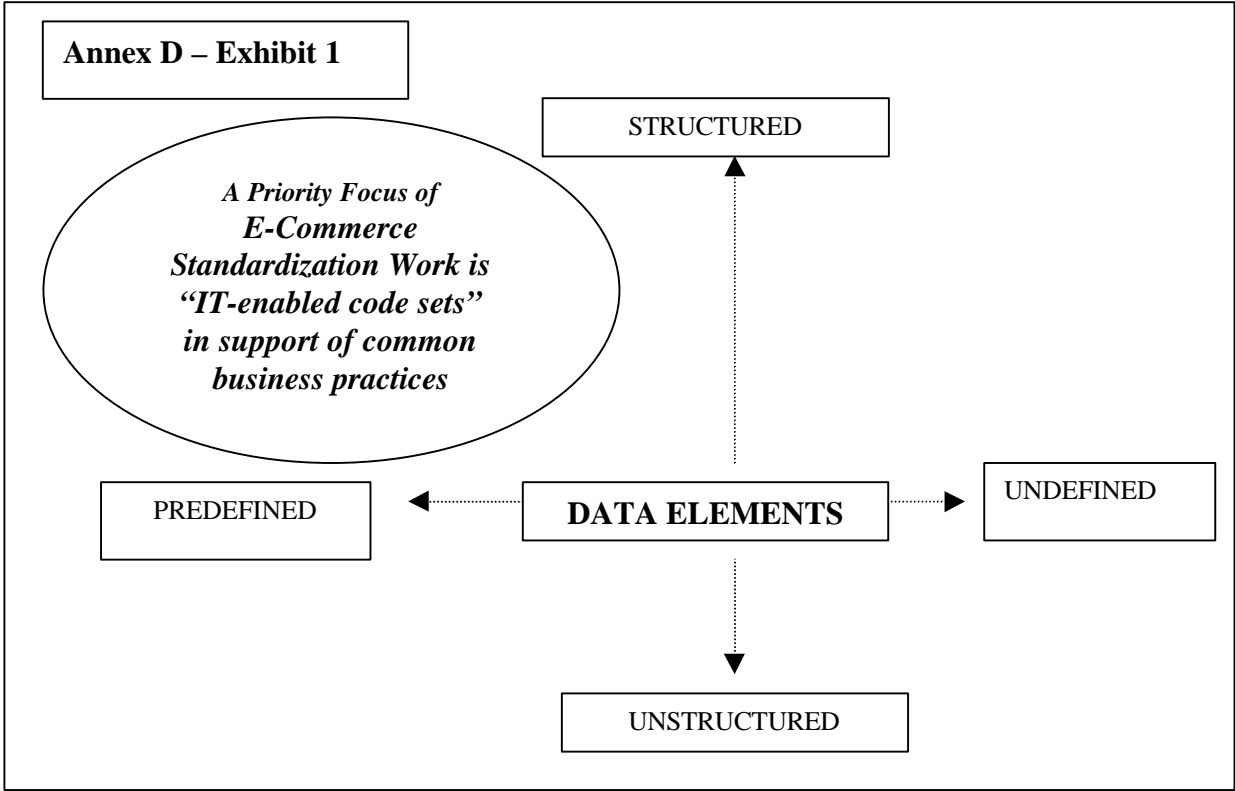 Annex D – Exhibit 1
STRUCTURED
A Priority Focus of
E-Commerce
Standardization Work is
“IT-enabled code sets”
in support of common
business practices
PREDEFINED
DATA ELEMENTS
UNDEFINED
UNSTRUCTURED